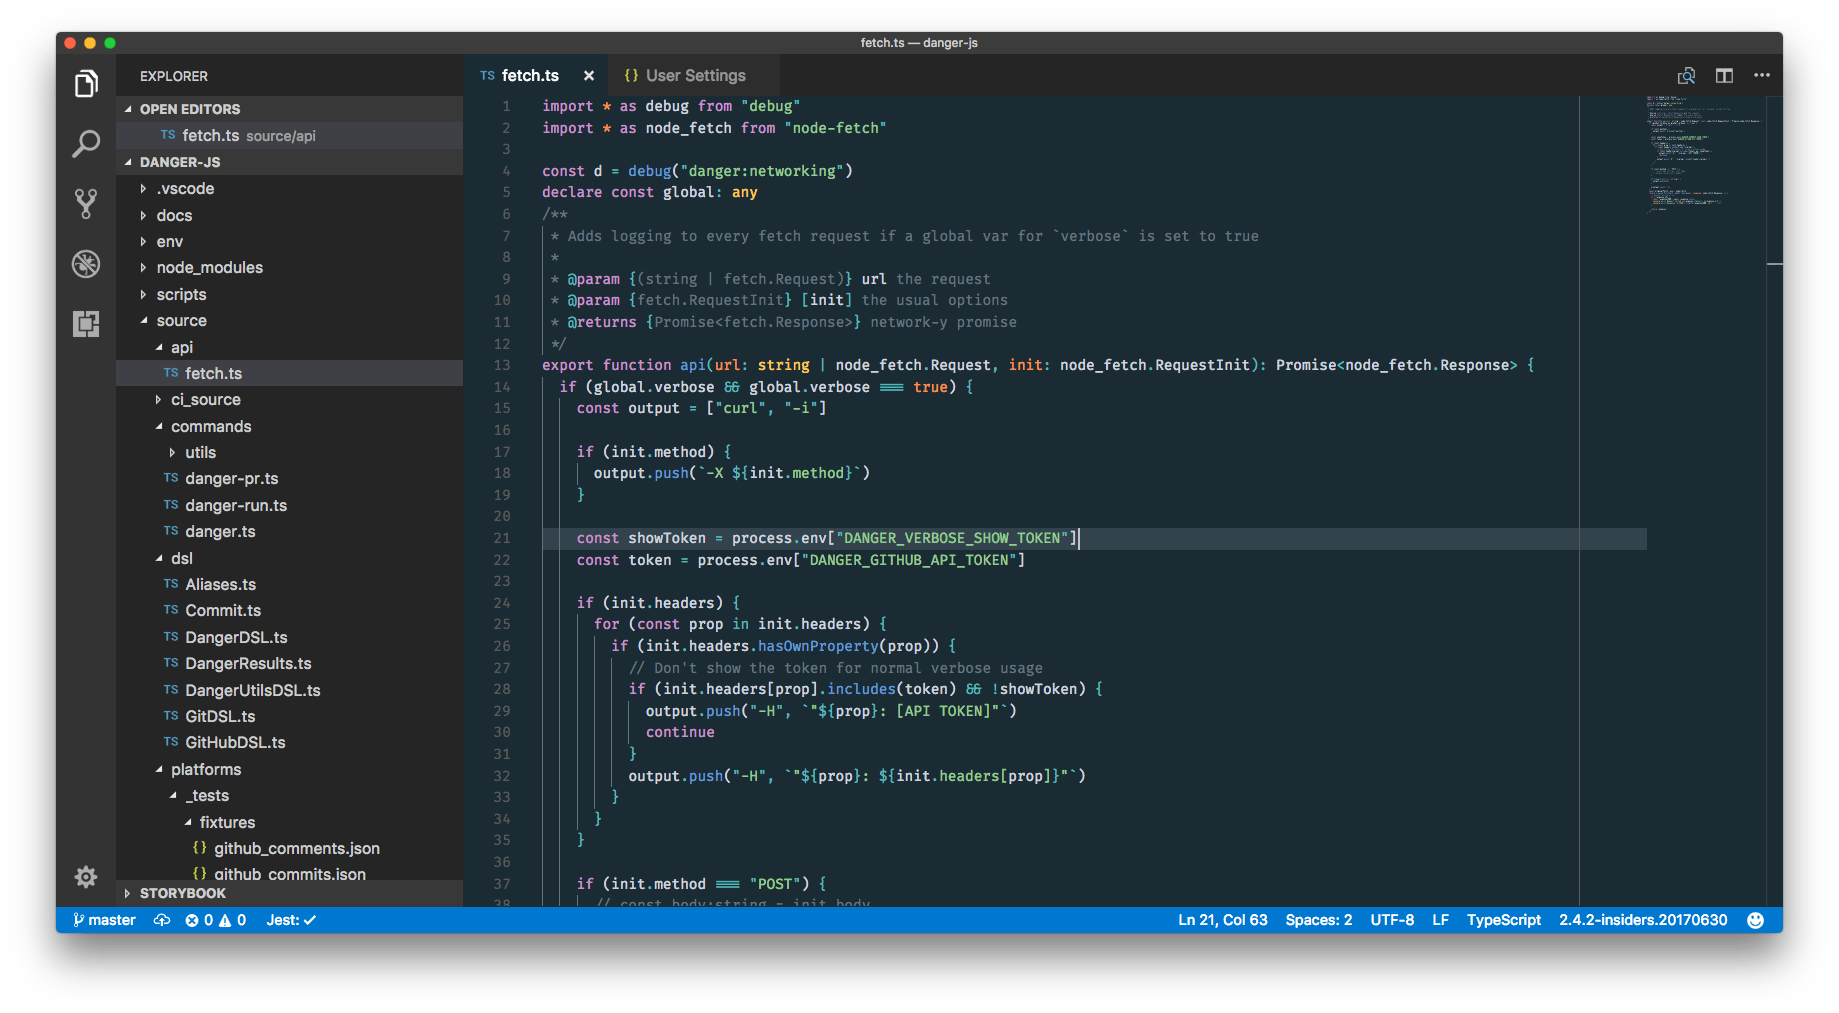 fetch.ts — danger-js
EXPLORER
OPEN EDITORS
TS fetch.ts source/api
DANGER-JS
.vscode
docs
env
node_modules
scripts
source
api
TS fetch.ts
ci_source
commands
utils
TS danger-pr.ts
TS danger-run.ts
TS danger.ts
dsl
TS Aliases.ts
TS Commit.ts
TS DangerDSL.ts
TS DangerResults.ts
TS DangerUtilsDSL.ts
TS GitDSL.ts
TS GitHubDSL.ts
platforms
_tests
fixtures
{} github_comments.json
{} github_commits.json
STORYBOOK
TS fetch.ts ×
{} User Settings
1 import * as debug from "debug"
2 import * as node_fetch from "node-fetch"
3
4 const d = debug("danger:networking")
5 declare const global: any
6 /**
7 * Adds logging to every fetch request if a global var for `verbose` is set to true
8 *
9 * @param {(string | fetch.Request)} url the request
10 * @param {fetch.RequestInit} [init] the usual options
11 * @returns {Promise<fetch.Response>} network-y promise
12 */
13 export function api(url: string | node_fetch.Request, init: node_fetch.RequestInit): Promise<node_fetch.Response> {
14 if (global.verbose && global.verbose === true) {
15 const output = ["curl", "-i"]
16
17 if (init.method) {
18 output.push(`-X ${init.method}`)
19 }
20
21 const showToken = process.env["DANGER_VERBOSE_SHOW_TOKEN"]
22 const token = process.env["DANGER_GITHUB_API_TOKEN"]
23
24 if (init.headers) {
25 for (const prop in init.headers) {
26 if (init.headers.hasOwnProperty(prop)) {
27 // Don't show the token for normal verbose usage
28 if (init.headers[prop].includes(token) && !showToken) {
29 output.push("-H", `"${prop}: [API TOKEN]"`)
30 continue
31 }
32 output.push("-H", `"${prop}: ${init.headers[prop]}"`)
33 }
34 }
35 }
36
37 if (init.method === "POST") {
38 // const body:string = init.body
master
0 0
Jest: ✓
Ln 21, Col 63
Spaces: 2
UTF-8
LF
TypeScript
2.4.2-insiders.20170630